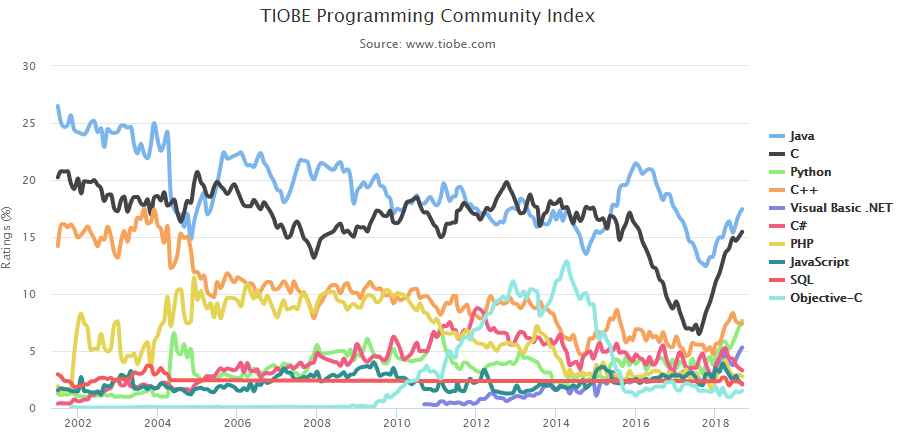 TIOBE Programming Community Index
Source: www.tiobe.com
Ratings (%)
30
25
20
15
10
5
0
2002 2004 2006 2008 2010 2012 2014 2016 2018
Java
C
Python
C++
Visual Basic .NET
C#
PHP
JavaScript
SQL
Objective-C